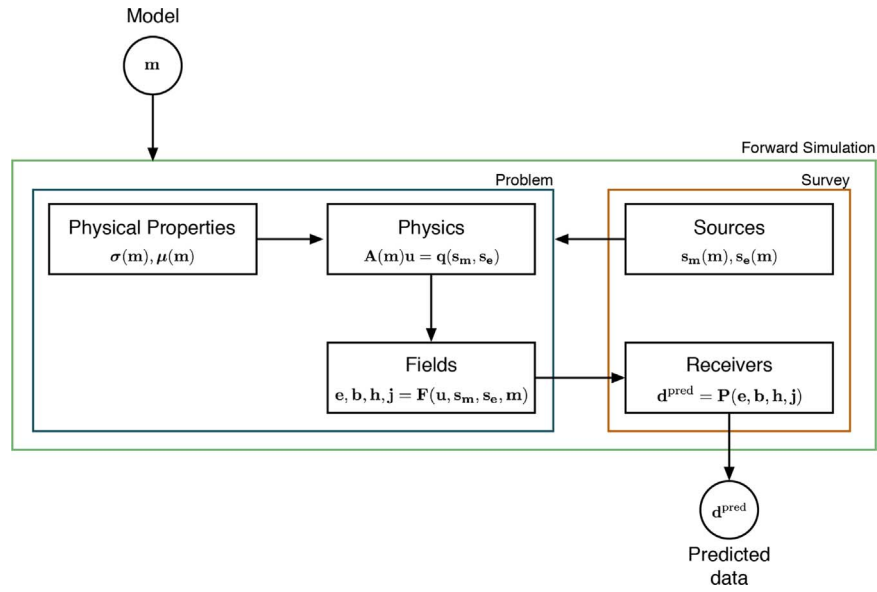 Model
m
Forward Simulation
Problem
Survey
Physical Properties
σ(m), μ(m)
Physics
A(m)u = q(sₘ, sₑ)
Sources
sₘ(m), sₑ(m)
Fields
e, b, h, j = F(u, sₘ, sₑ, m)
Receivers
dᵖʳᵉᵈ = P(e, b, h, j)
dᵖʳᵉᵈ
Predicted
data